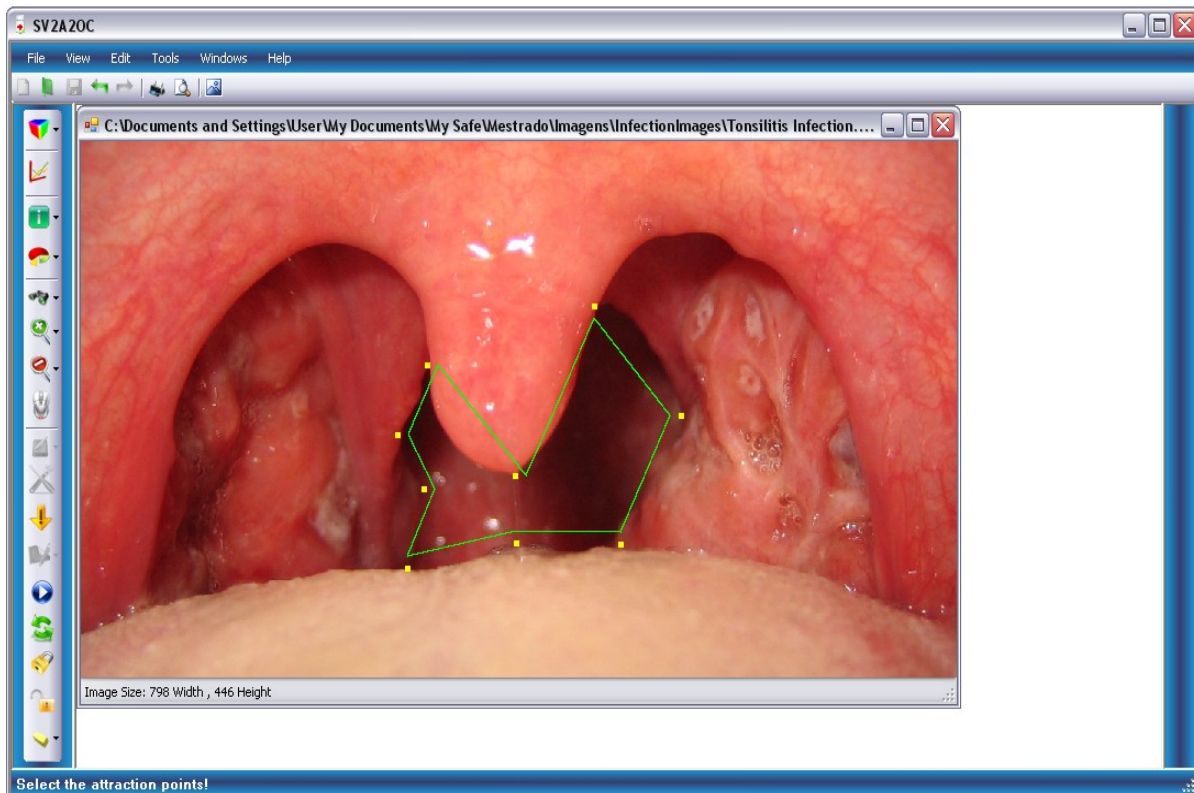 SV2A2OC
File View Edit Tools Windows Help
C:\Documents and Settings\User\My Documents\My Safe\Mestrado\Imagens\InfectionImages\Tonsilitis Infection....
Image Size: 798 Width , 446 Height
Select the attraction points!